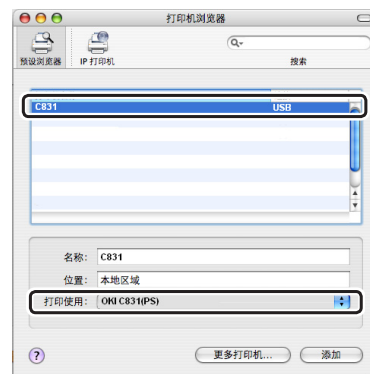 打印机浏览器
预设浏览器 IP 打印机 搜索
C831 USB
名称: C831
位置: 本地区域
打印使用: OKI C831(PS)
? 更多打印机... 添加